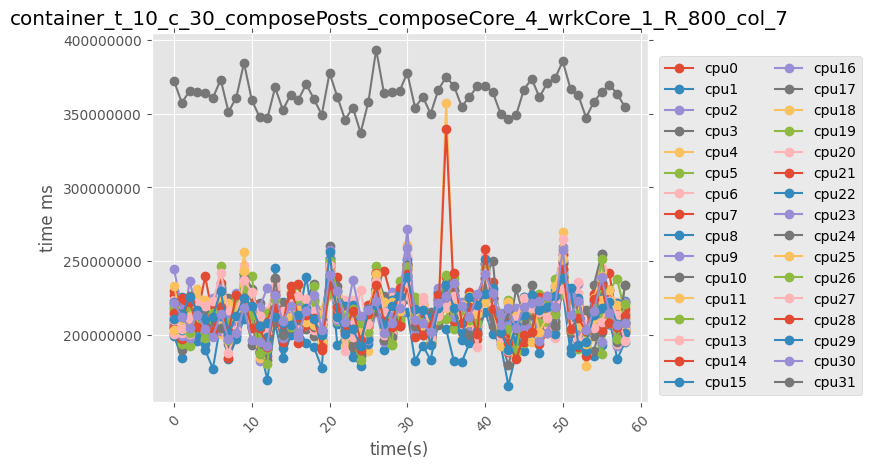 container_t_10_c_30_composePosts_composeCore_4_wrkCore_1_R_800_col_7
400000000
350000000
300000000
250000000
200000000
time ms
0
10
20
30
40
50
60
time(s)
cpu0
cpu1
cpu2
cpu3
cpu4
cpu5
cpu6
cpu7
cpu8
cpu9
cpu10
cpu11
cpu12
cpu13
cpu14
cpu15
cpu16
cpu17
cpu18
cpu19
cpu20
cpu21
cpu22
cpu23
cpu24
cpu25
cpu26
cpu27
cpu28
cpu29
cpu30
cpu31